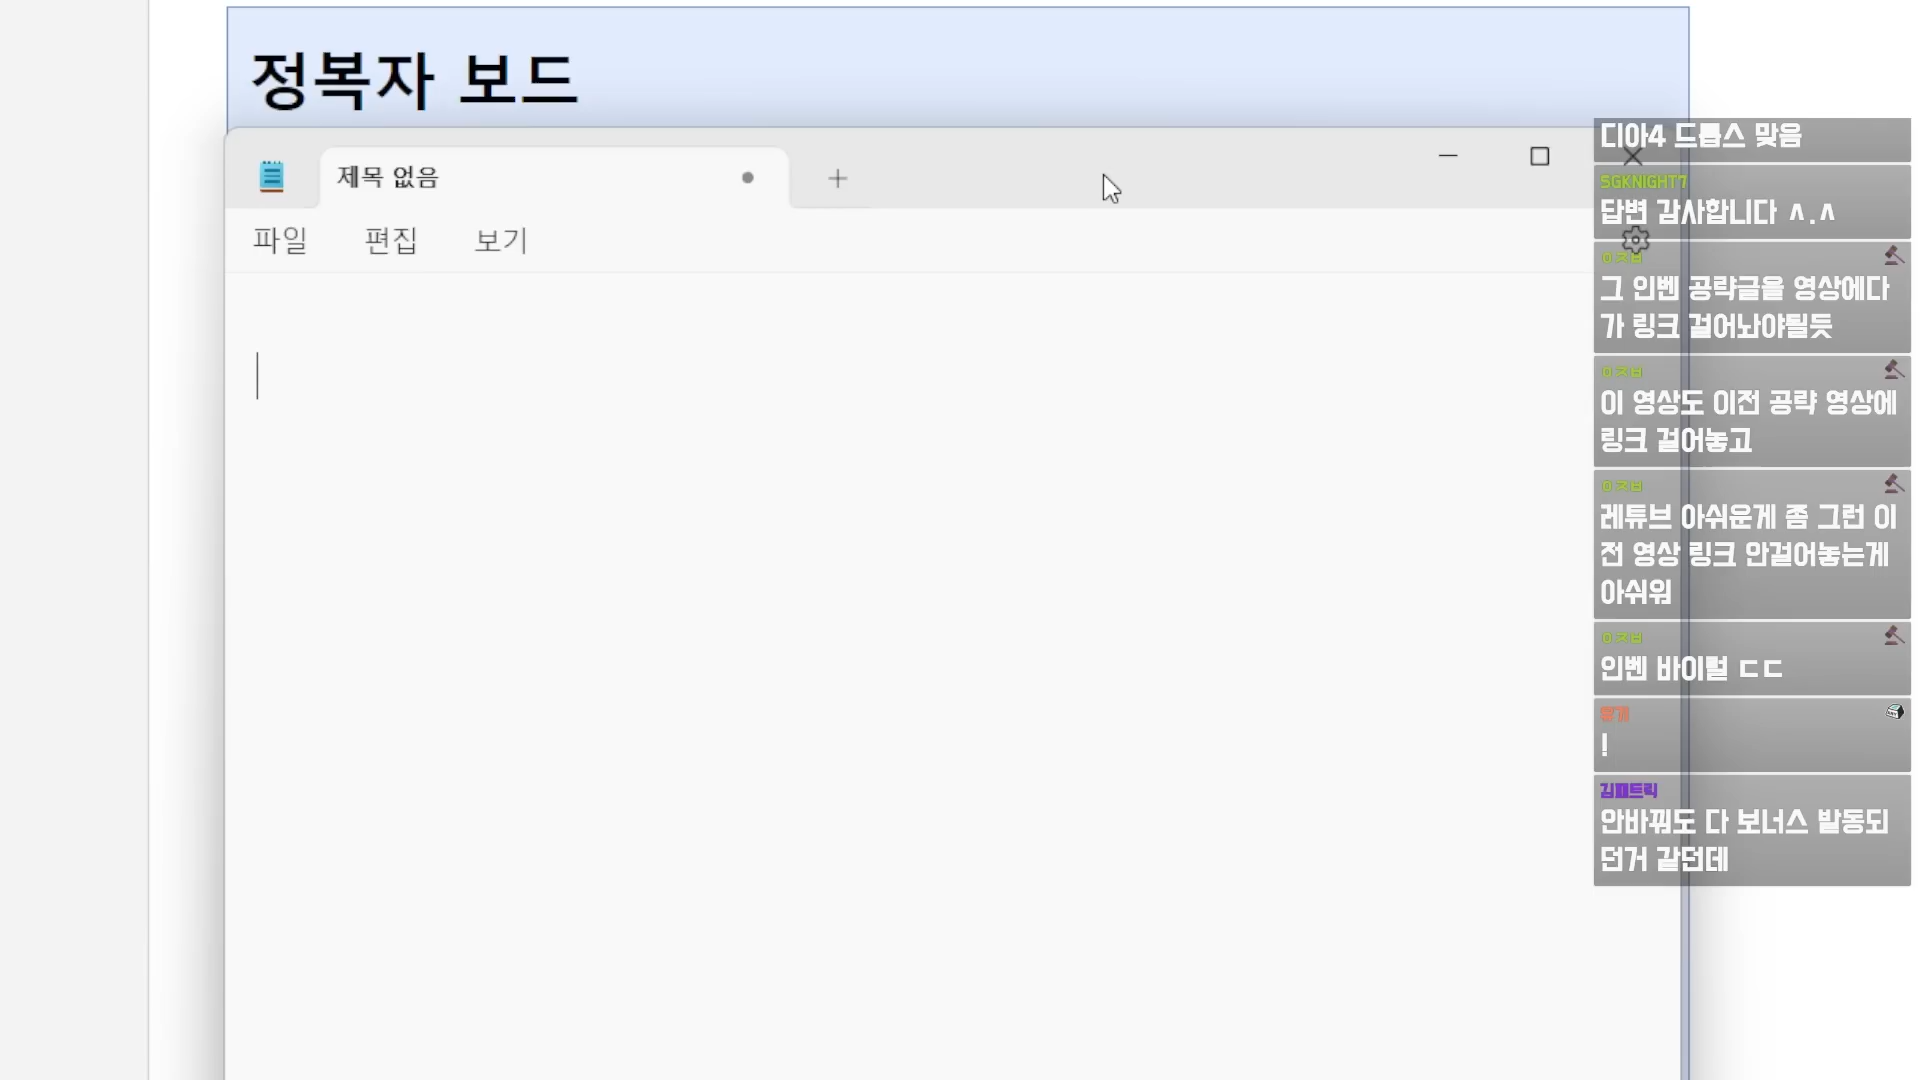 정복자 보드
제목 없음
파일 편집 보기
디아4 드롭스 맞음
SGKNIGHT7
답변 감사합니다 ㅅ.ㅅ
ㅇㅈㅂ
그 인벤 공략글을 영상에다
가 링크 걸어놔야될듯
ㅇㅈㅂ
이 영상도 이전 공략 영상에
링크 걸어놓고
ㅇㅈㅂ
레튜브 아쉬운게 좀 그런 이
전 영상 링크 안걸어놓는게
아쉬워
ㅇㅈㅂ
인벤 바이럴 ㄷㄷ
!
김패트릭
안바꿔도 다 보너스 발동되
던거 같던데